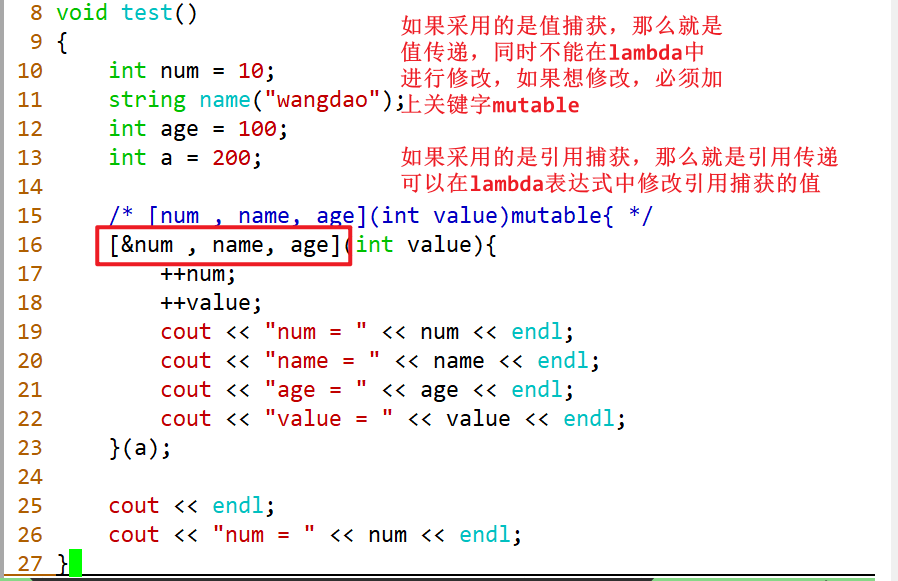 8 void test()
9 {
10     int num = 10;
11     string name("wangdao");
12     int age = 100;
13     int a = 200;
14
15     /* [num , name, age](int value)mutable{ */
16     [&num , name, age](int value){
17         ++num;
18         ++value;
19         cout << "num = " << num << endl;
20         cout << "name = " << name << endl;
21         cout << "age = " << age << endl;
22         cout << "value = " << value << endl;
23     }(a);
24
25     cout << endl;
26     cout << "num = " << num << endl;
27 }
如果采用的是值捕获，那么就是
值传递，同时不能在lambda中
进行修改，如果想修改，必须加
上关键字mutable
如果采用的是引用捕获，那么就是引用传递
可以在lambda表达式中修改引用捕获的值